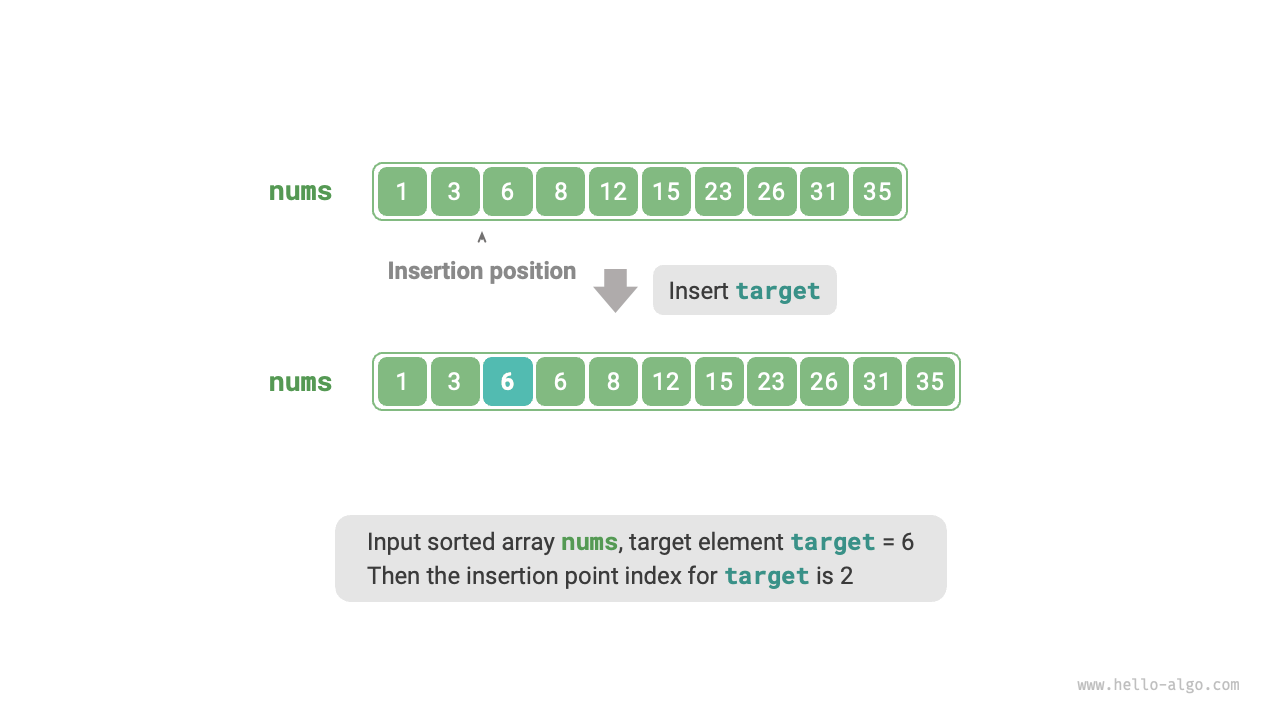 nums 1 3 6 8 12 15 23 26 31 35
Insertion position
Insert target
nums 1 3 6 6 8 12 15 23 26 31 35
Input sorted array nums, target element target = 6
Then the insertion point index for target is 2
www.hello-algo.com